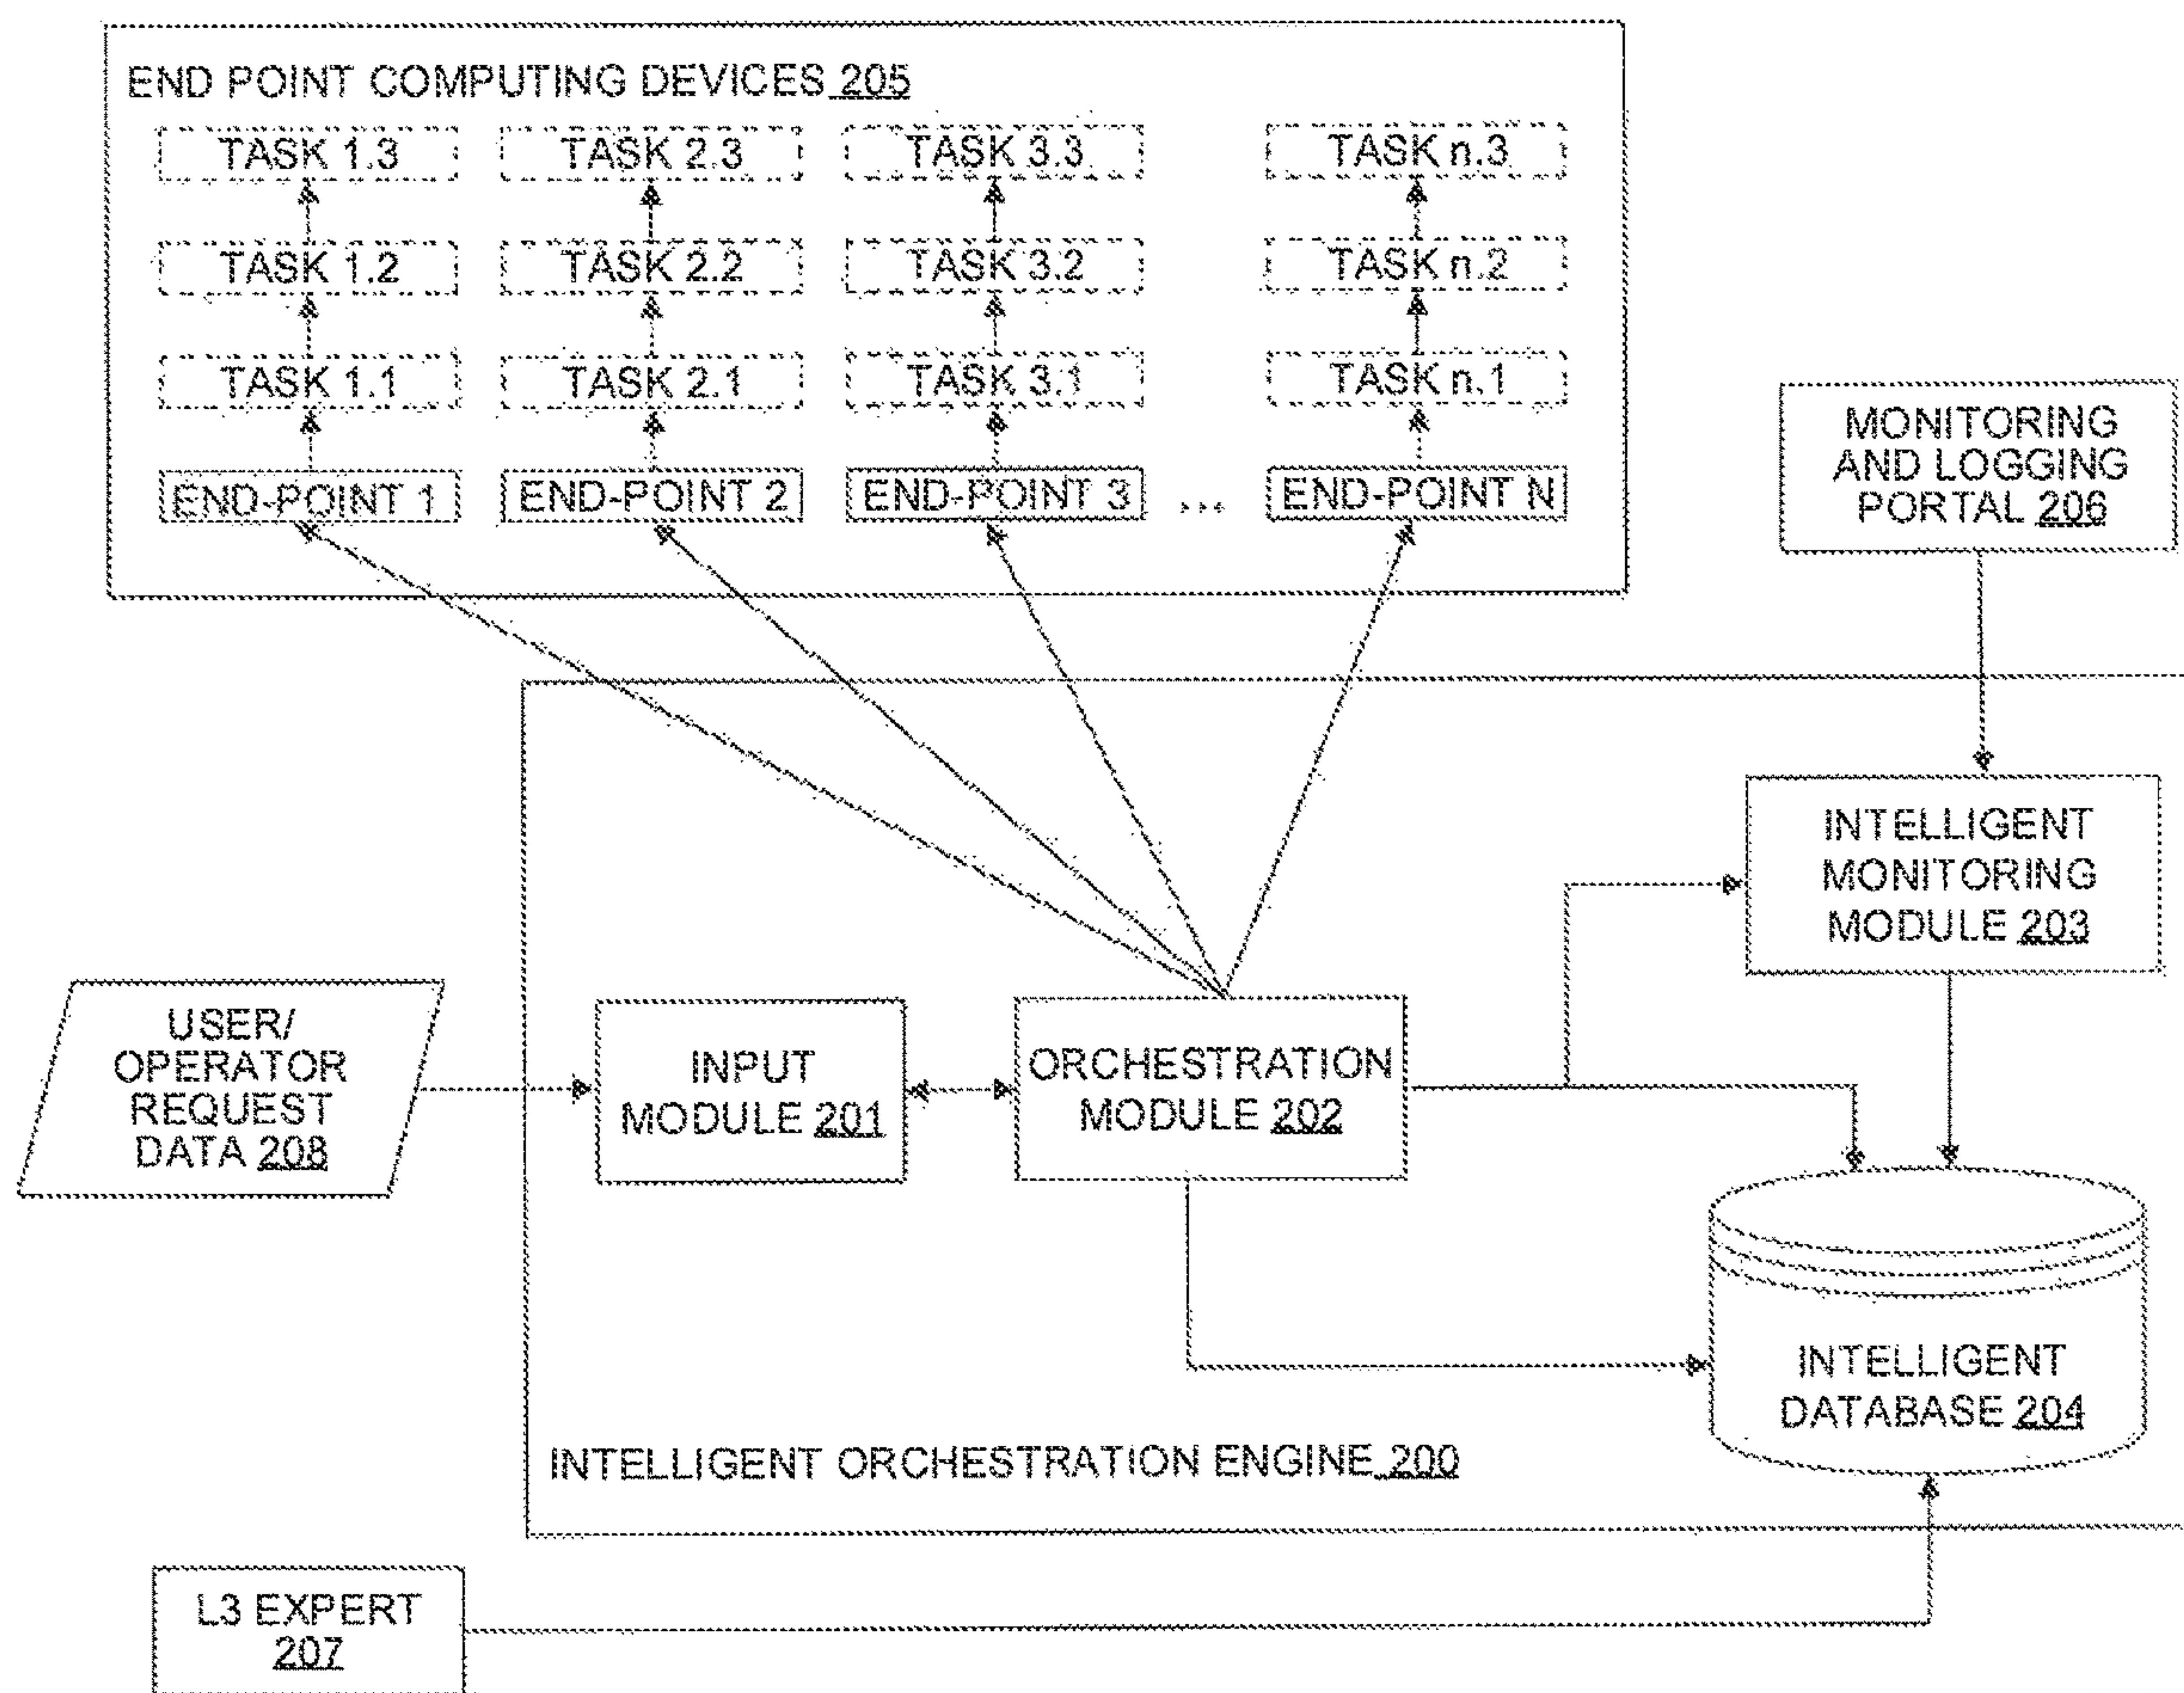 END POINT COMPUTING DEVICES 205
TASK 1.3
TASK 2.3
TASK 3.3
TASK n.3
TASK 1.2
TASK 2.2
TASK 3.2
TASK n.2
TASK 1.1
TASK 2.1
TASK 3.1
TASK n.1
END-POINT 1
END-POINT 2
END-POINT 3
...
END-POINT N
MONITORING
AND LOGGING
PORTAL 206
INTELLIGENT
MONITORING
MODULE 203
USER/
OPERATOR
REQUEST
DATA 208
INPUT
MODULE 201
ORCHESTRATION
MODULE 202
INTELLIGENT
DATABASE 204
INTELLIGENT ORCHESTRATION ENGINE 200
L3 EXPERT
207